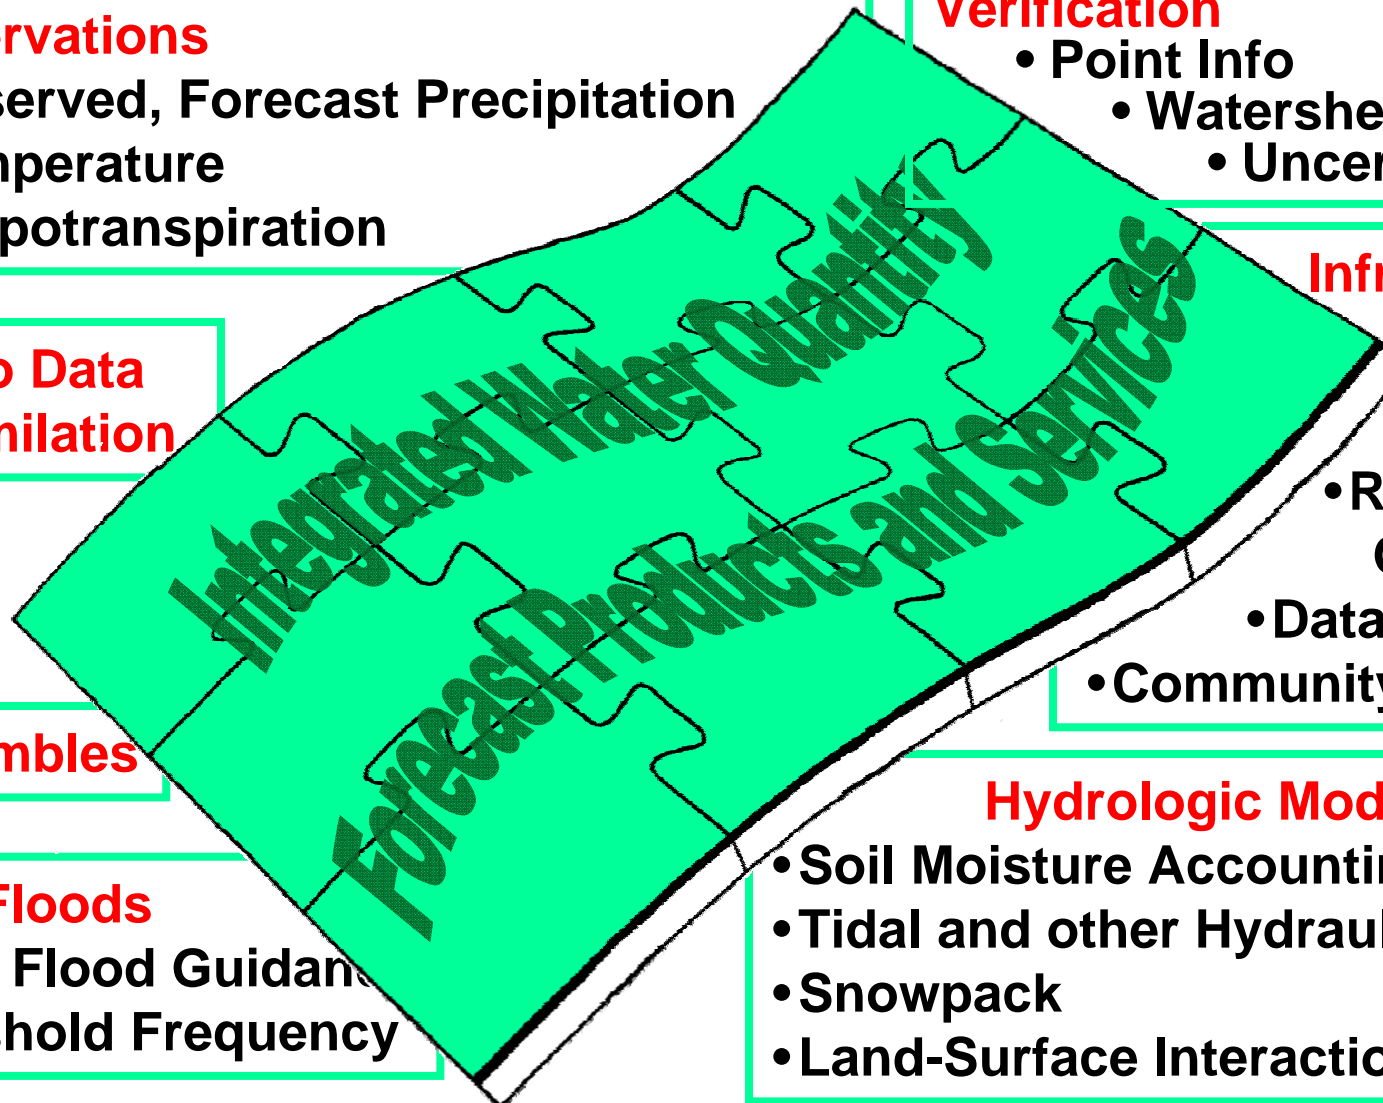 rvations
served, Forecast Precipitation
nperature
potranspiration
Verification
• Point Info
• Watershe
• Uncer
Infr
o Data
milation
Integrated Water Quantity
Forecast Products and Services
•R
•Data
•Community
mbles
Floods
Flood Guidan
shold Frequency
Hydrologic Mod
•Soil Moisture Accountin
•Tidal and other Hydraul
•Snowpack
•Land-Surface Interactio